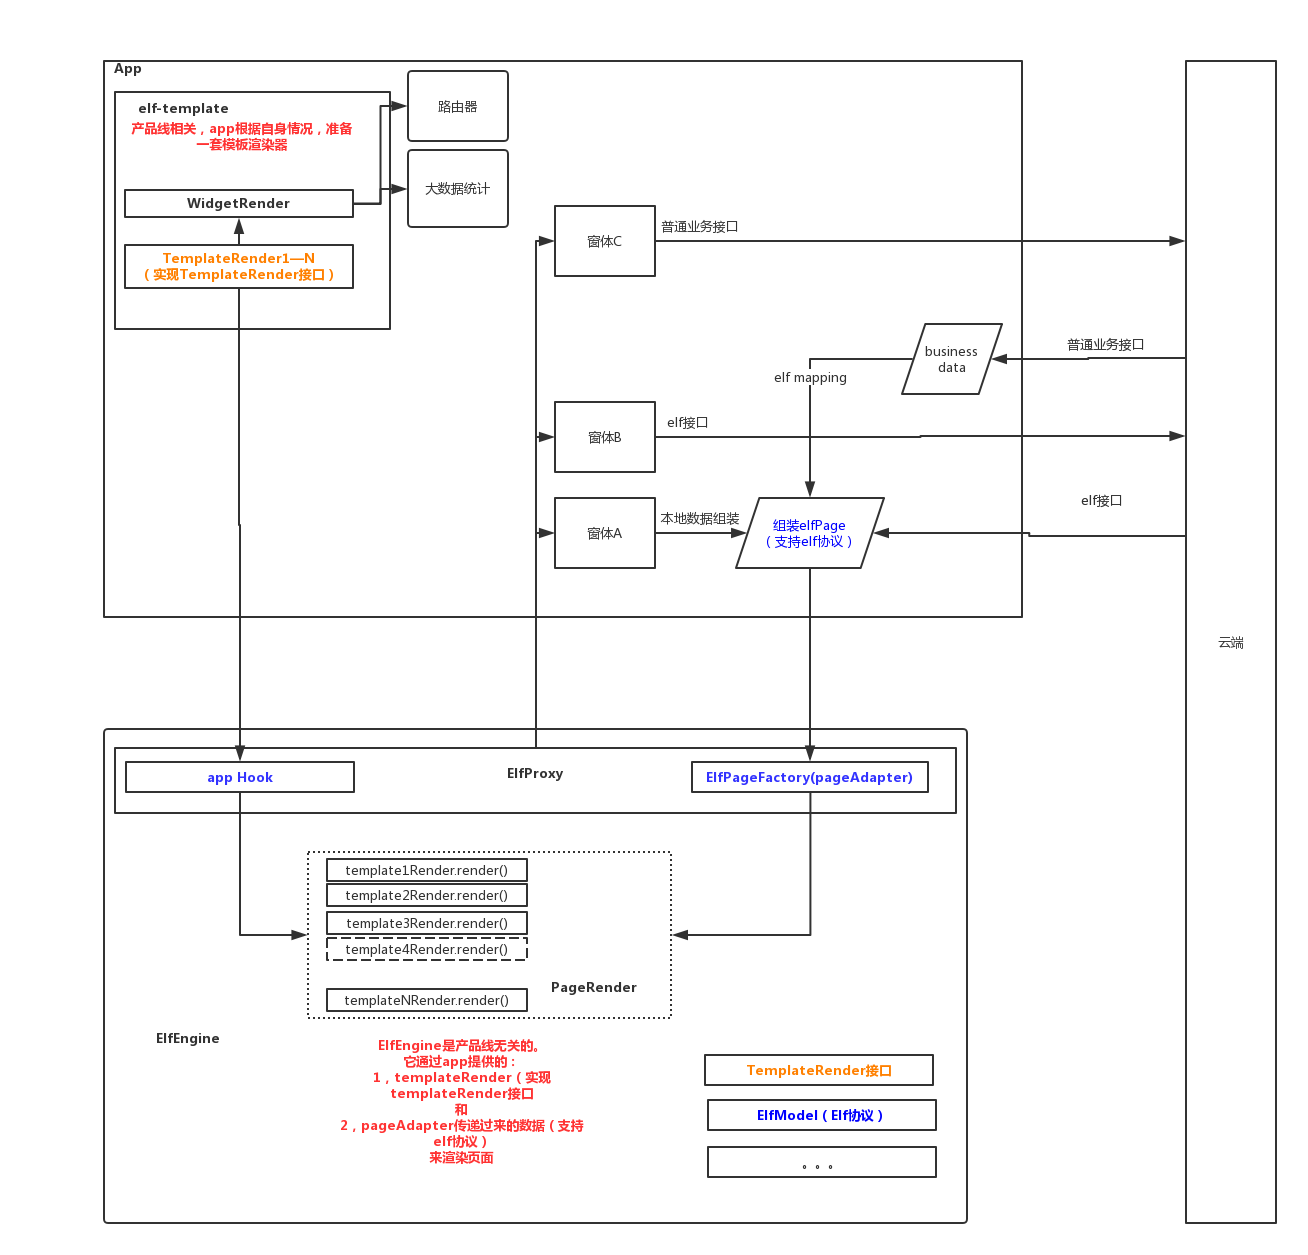 App
elf-template
产品线相关，app根据自身情况，准备
一套模板渲染器
WidgetRender
TemplateRender1—N
（实现TemplateRender接口）
路由器
大数据统计
窗体C
普通业务接口
business
data
普通业务接口
elf mapping
窗体B
elf接口
窗体A
本地数据组装
组装elfPage
（支持elf协议）
elf接口
云端
app Hook
ElfProxy
ElfPageFactory(pageAdapter)
template1Render.render()
template2Render.render()
template3Render.render()
template4Render.render()
templateNRender.render()
PageRender
ElfEngine
ElfEngine是产品线无关的。
它通过app提供的：
1，templateRender（实现
templateRender接口
和
2，pageAdapter传递过来的数据（支持
elf协议）
来渲染页面
TemplateRender接口
ElfModel（Elf协议）
。。。